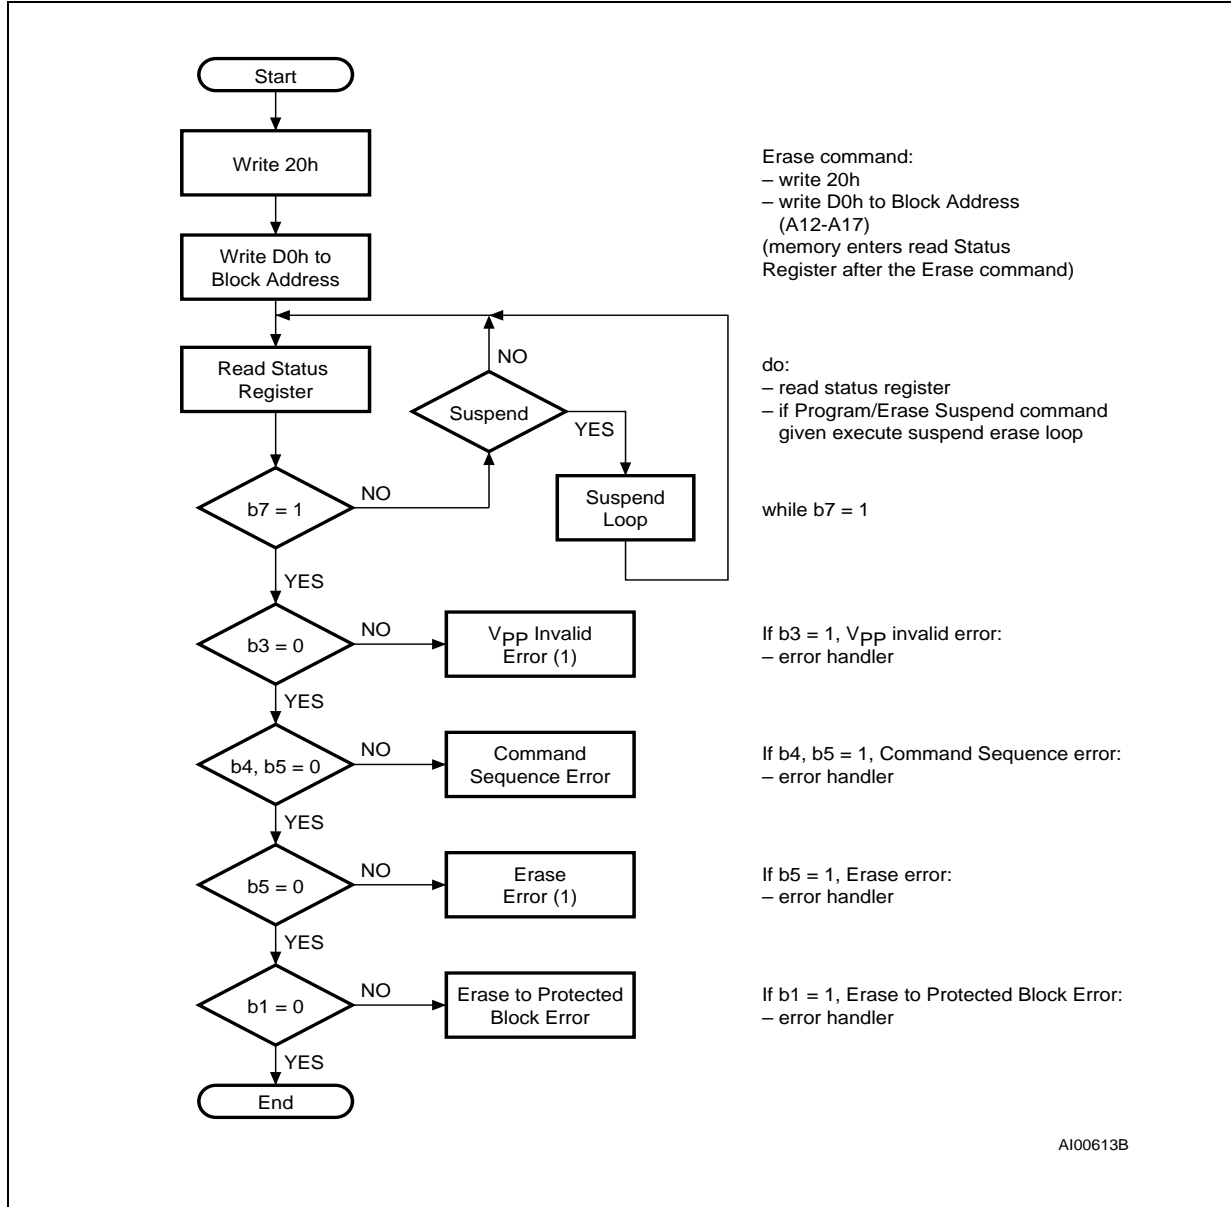 Start
Write 20h
Erase command:
– write 20h
– write D0h to Block Address
(A12-A17)
(memory enters read Status
Register after the Erase command)
Write D0h to
Block Address
NO
Read Status
Register
Suspend
YES
do:
– read status register
– if Program/Erase Suspend command
given execute suspend erase loop
b7 = 1
NO
Suspend
Loop
while b7 = 1
YES
b3 = 0
NO
VPP Invalid
Error (1)
If b3 = 1, VPP invalid error:
– error handler
YES
b4, b5 = 0
NO
Command
Sequence Error
If b4, b5 = 1, Command Sequence error:
– error handler
YES
b5 = 0
NO
Erase
Error (1)
If b5 = 1, Erase error:
– error handler
YES
b1 = 0
NO
Erase to Protected
Block Error
If b1 = 1, Erase to Protected Block Error:
– error handler
YES
End
AI00613B